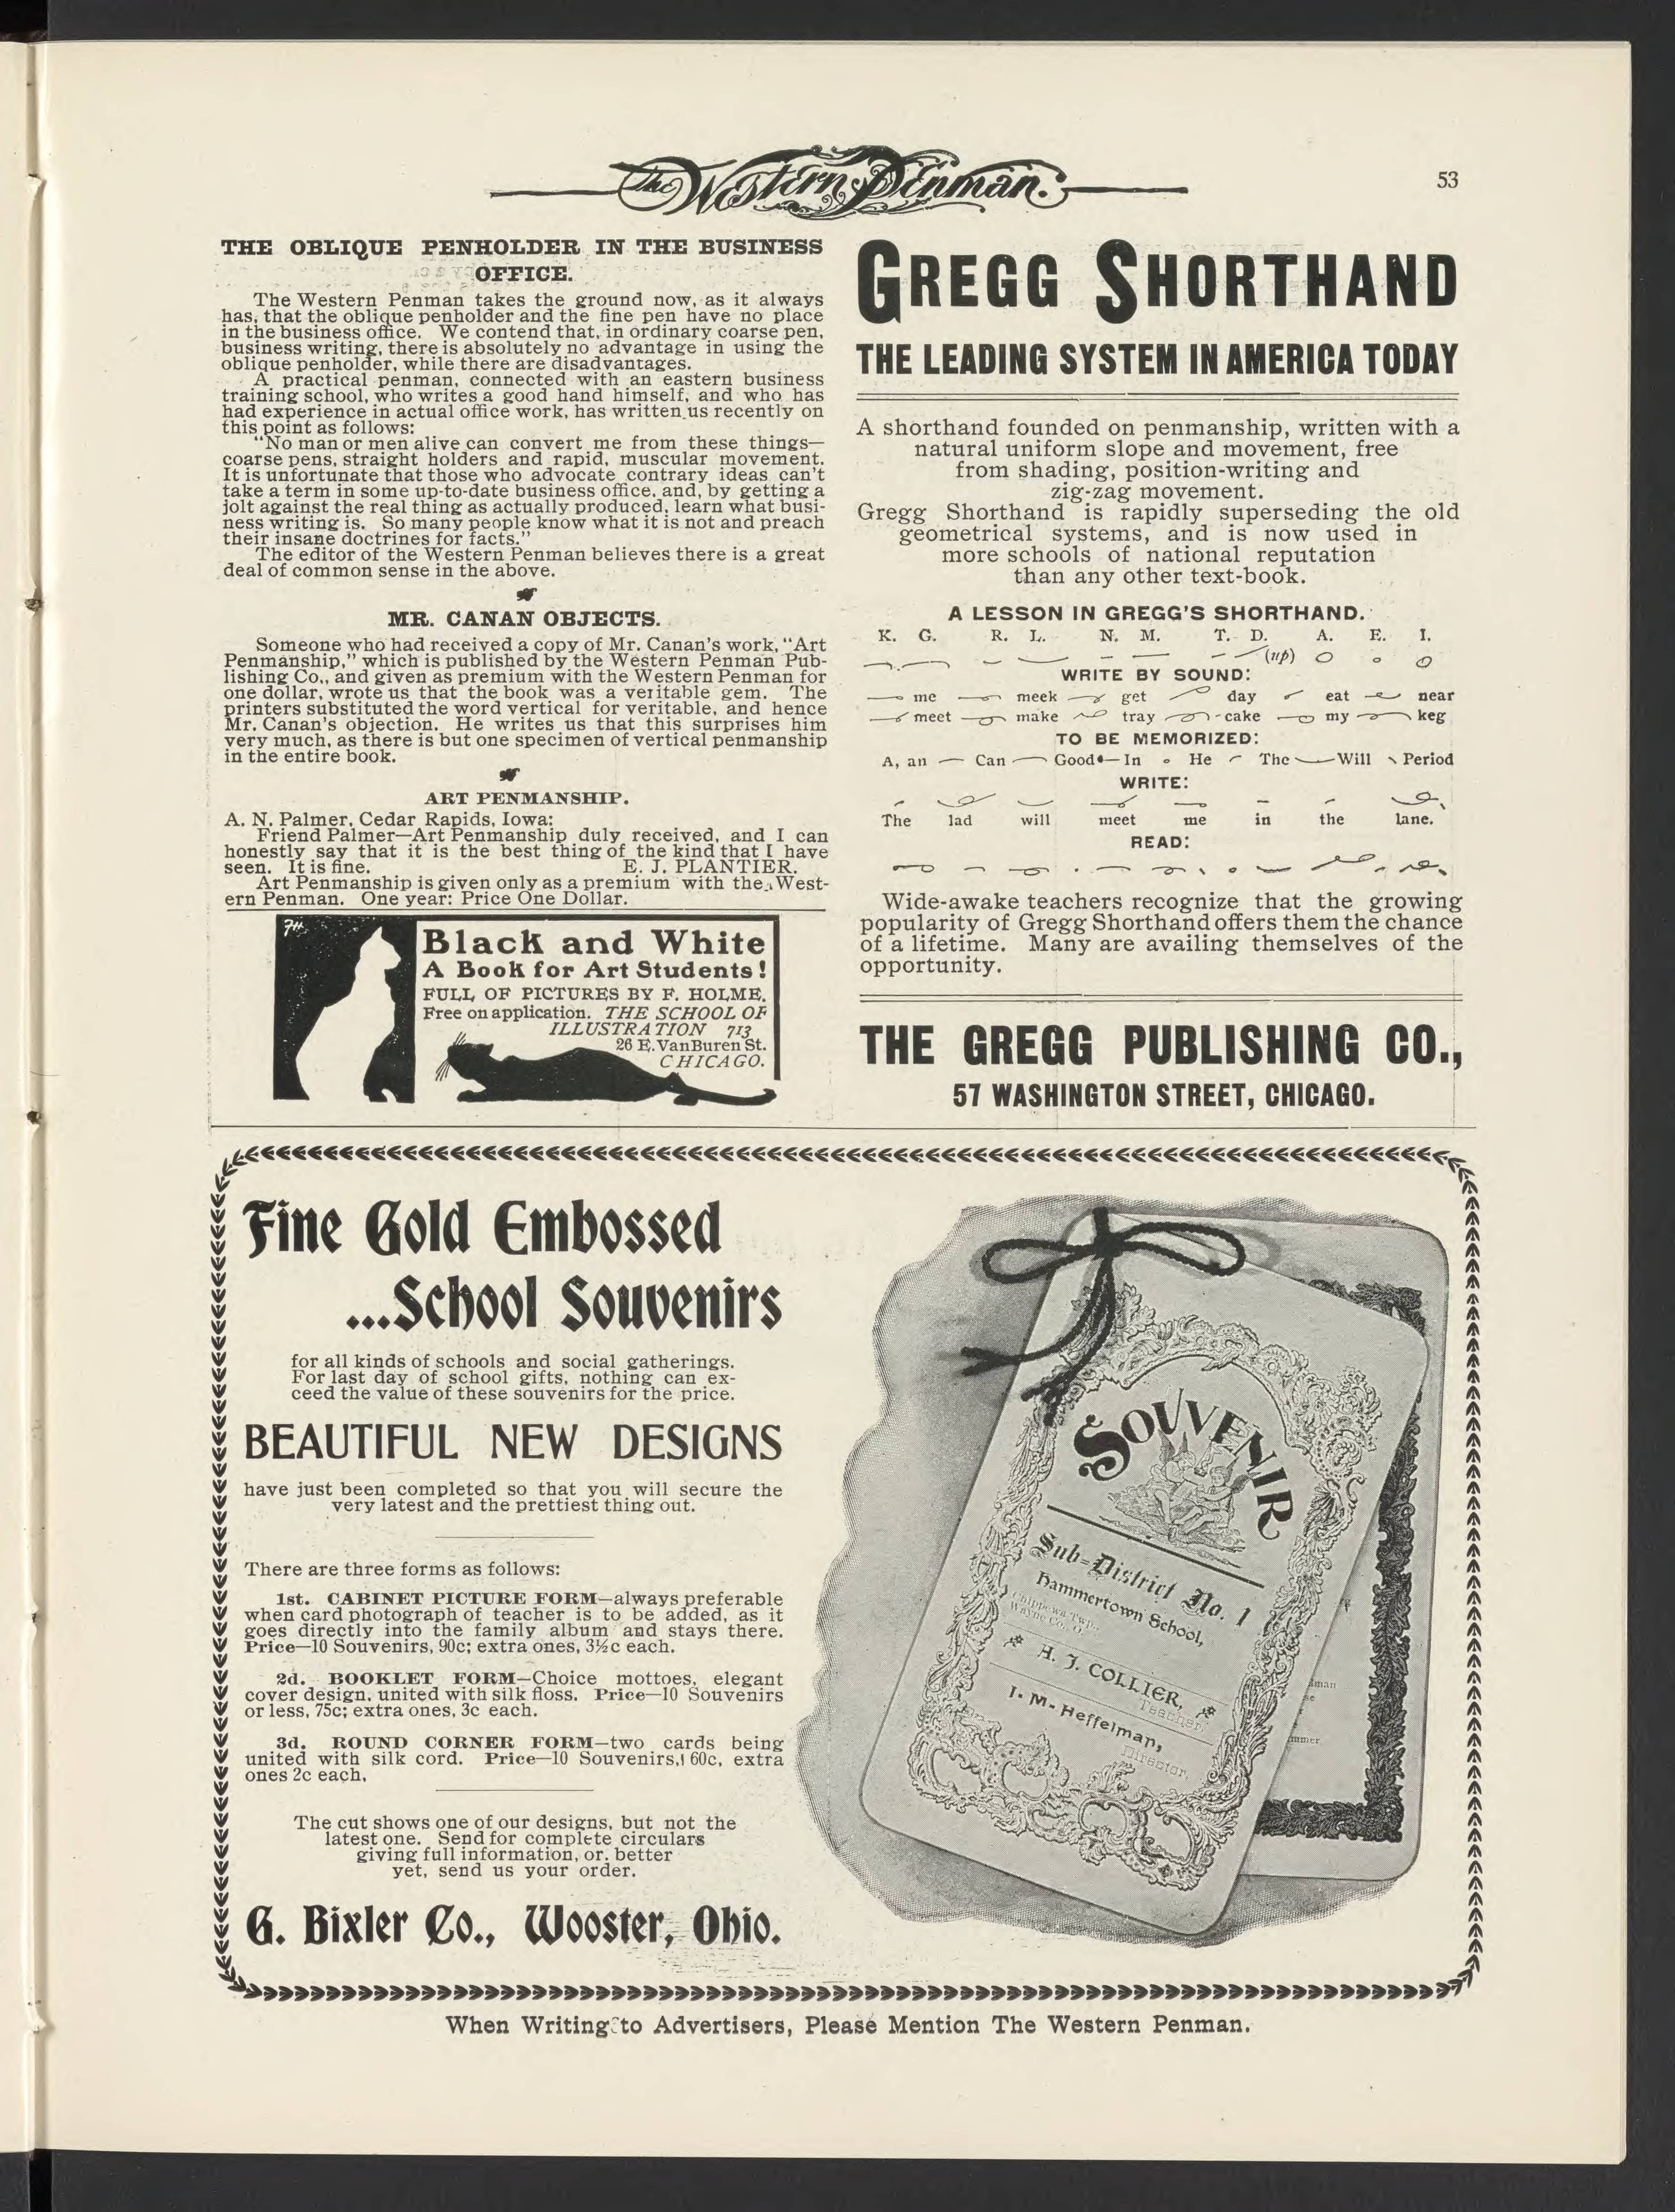 The Western Penman.
53
THE OBLIQUE PENHOLDER IN THE BUSINESS
OFFICE.
The Western Penman takes the ground now, as it always
has, that the oblique penholder and the fine pen have no place
in the business office. We contend that, in ordinary coarse pen,
business writing, there is absolutely no advantage in using the
oblique penholder, while there are disadvantages.
A practical penman, connected with an eastern business
training school, who writes a good hand himself, and who has
had experience in actual office work, has written us recently on
this point as follows:
"No man or men alive can convert me from these things—
coarse pens, straight holders and rapid, muscular movement.
It is unfortunate that those who advocate contrary ideas can't
take a term in some up-to-date business office, and, by getting a
jolt against the real thing as actually produced, learn what busi-
ness writing is. So many people know what it is not and preach
their insane doctrines for facts."
The editor of the Western Penman believes there is a great
deal of common sense in the above.
MR. CANAN OBJECTS.
Someone who had received a copy of Mr. Canan's work, "Art
Penmanship," which is published by the Western Penman Pub-
lishing Co., and given as premium with the Western Penman for
one dollar, wrote us that the book was a veritable gem. The
printers substituted the word vertical for veritable, and hence
Mr. Canan's objection. He writes us that this surprises him
very much, as there is but one specimen of vertical penmanship
in the entire book.
ART PENMANSHIP.
A. N. Palmer, Cedar Rapids, Iowa:
Friend Palmer—Art Penmanship duly received, and I can
honestly say that it is the best thing of the kind that I have
seen. It is fine. E. J. PLANTIER.
Art Penmanship is given only as a premium with the West-
ern Penman. One year: Price One Dollar.
Black and White
A Book for Art Students!
FULL OF PICTURES BY F. HOLME.
Free on application. THE SCHOOL OF
ILLUSTRATION 713
26 E. Van Buren St.
CHICAGO.
GREGG SHORTHAND
THE LEADING SYSTEM IN AMERICA TODAY
A shorthand founded on penmanship, written with a
natural uniform slope and movement, free
from shading, position-writing and
zig-zag movement.
Gregg Shorthand is rapidly superseding the old
geometrical systems, and is now used in
more schools of national reputation
than any other text-book.
A LESSON IN GREGG'S SHORTHAND.
K. G. R. L. N. M. T. D. A. E. I.
(up)
WRITE BY SOUND:
me meek get day eat near
meet make tray cake my keg
TO BE MEMORIZED:
A, an Can Good In He The Will Period
WRITE:
The lad will meet me in the lane.
READ:
Wide-awake teachers recognize that the growing
popularity of Gregg Shorthand offers them the chance
of a lifetime. Many are availing themselves of the
opportunity.
THE GREGG PUBLISHING CO.,
57 WASHINGTON STREET, CHICAGO.
Fine Gold Embossed
...School Souvenirs
for all kinds of schools and social gatherings.
For last day of school gifts, nothing can ex-
ceed the value of these souvenirs for the price.
BEAUTIFUL NEW DESIGNS
have just been completed so that you will secure the
very latest and the prettiest thing out.
There are three forms as follows:
1st. CABINET PICTURE FORM—always preferable
when card photograph of teacher is to be added, as it
goes directly into the family album and stays there.
Price—10 Souvenirs, 90c; extra ones, 3½c each.
2d. BOOKLET FORM—Choice mottoes, elegant
cover design, united with silk floss. Price—10 Souvenirs
or less, 75c; extra ones, 3c each.
3d. ROUND CORNER FORM—two cards being
united with silk cord. Price—10 Souvenirs, 60c, extra
ones 2c each,
The cut shows one of our designs, but not the
latest one. Send for complete circulars
giving full information, or, better
yet, send us your order.
G. Bixler Co., Wooster, Ohio.
SOUVENIR
Sub-District No. 1
Hammertown School,
Chippewa Twp.,
Wayne Co., O.
A. J. COLLIER,
Teacher.
I. M. Heffelman,
Director.
When Writing to Advertisers, Please Mention The Western Penman.